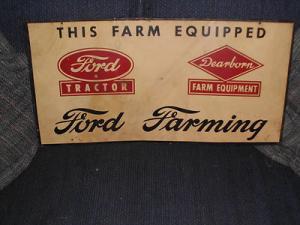 THIS FARM EQUIPPED
Ford
TRACTOR
Dearborn
FARM EQUIPMENT
Ford Farming